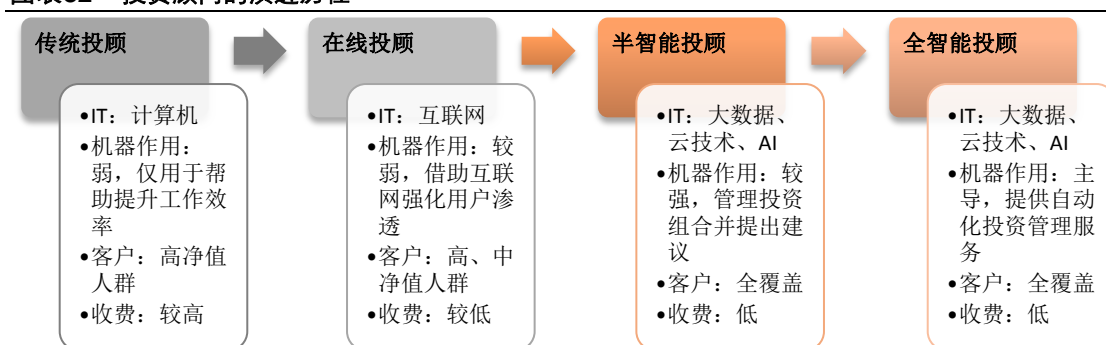 传统投顾
•IT：计算机
•机器作用：
弱，仅用于帮
助提升工作效
率
•客户：高净值
人群
•收费：较高
在线投顾
•IT：互联网
•机器作用：较
弱，借助互联
网强化用户渗
透
•客户：高、中
净值人群
•收费：较低
半智能投顾
•IT：大数据、
云技术、AI
•机器作用：较
强，管理投资
组合并提出建
议
•客户：全覆盖
•收费：低
全智能投顾
•IT：大数据、
云技术、AI
•机器作用：主
导，提供自动
化投资管理服
务
•客户：全覆盖
•收费：低